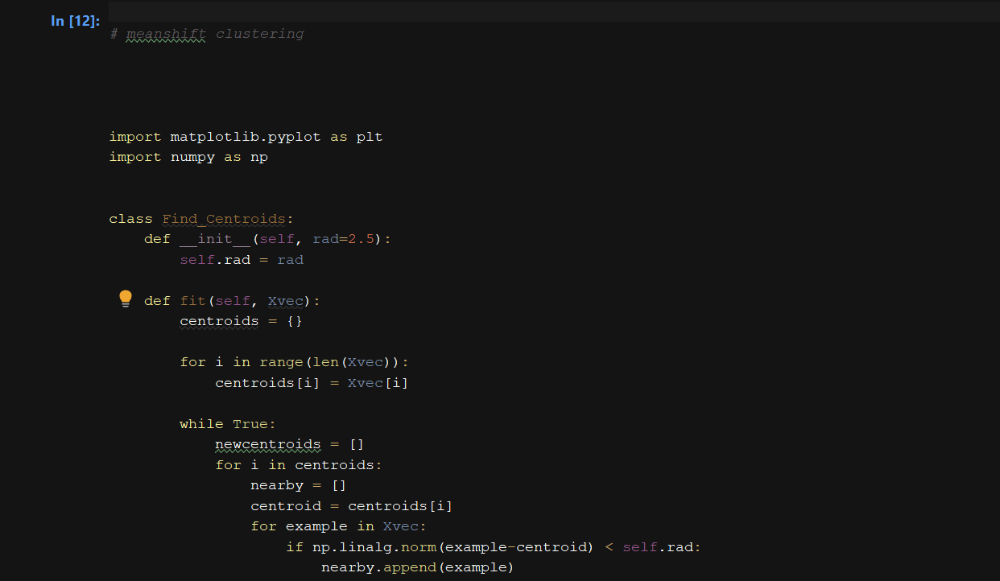 In [12]:
# meanshift clustering
import matplotlib.pyplot as plt
import numpy as np
class Find_Centroids:
    def __init__(self, rad=2.5):
        self.rad = rad
    def fit(self, Xvec):
        centroids = {}
        for i in range(len(Xvec)):
            centroids[i] = Xvec[i]
        while True:
            newcentroids = []
            for i in centroids:
                nearby = []
                centroid = centroids[i]
                for example in Xvec:
                    if np.linalg.norm(example-centroid) < self.rad:
                        nearby.append(example)